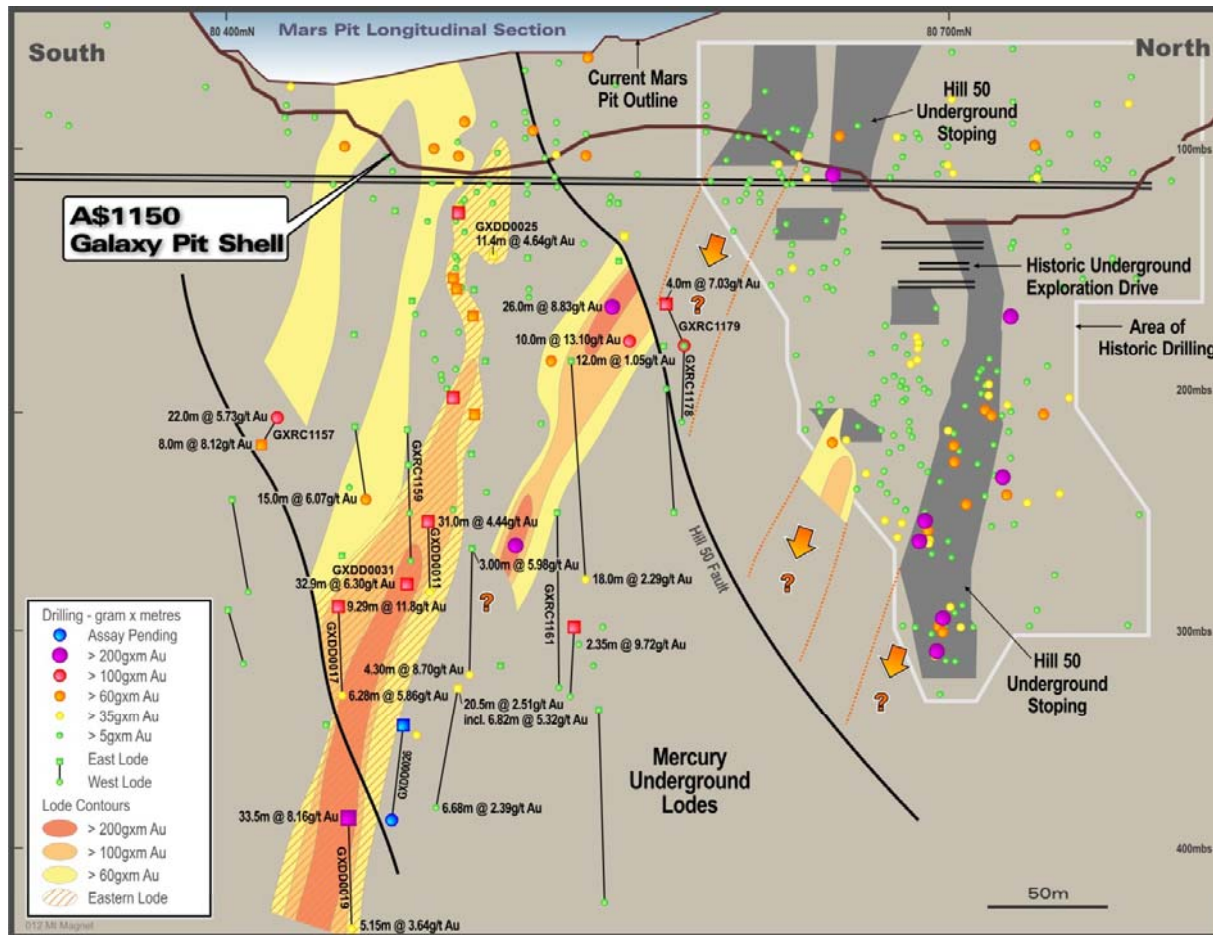 80 400mN
Mars Pit Longitudinal Section
80 700mN
South
North
Current Mars
Pit Outline
Hill 50
Underground
Stoping
100mbs
A$1150
Galaxy Pit Shell
GXDD0025
11.4m @ 4.64g/t Au
4.0m @ 7.03g/t Au
?
GXRC1179
GXRC1178
26.0m @ 8.83g/t Au
10.0m @ 13.10g/t Au
12.0m @ 1.05g/t Au
Historic Underground
Exploration Drive
Area of
Historic Drilling
200mbs
22.0m @ 5.73g/t Au
GXRC1157
8.0m @ 8.12g/t Au
GXRC1159
15.0m @ 6.07g/t Au
31.0m @ 4.44g/t Au
GXDD0011
Hill 50 Fault
3.00m @ 5.98g/t Au
GXDD0031
32.9m @ 6.30g/t Au
18.0m @ 2.29g/t Au
?
?
9.29m @ 11.8g/t Au
GXDD0017
GXRC1161
2.35m @ 9.72g/t Au
300mbs
4.30m @ 8.70g/t Au
6.28m @ 5.86g/t Au
20.5m @ 2.51g/t Au
incl. 6.82m @ 5.32g/t Au
?
Hill 50
Underground
Stoping
GXDD0026
Mercury
Underground
Lodes
6.68m @ 2.39g/t Au
33.5m @ 8.16g/t Au
GXDD0019
5.15m @ 3.64g/t Au
400mbs
50m
Drilling - gram x metres
Assay Pending
> 200gxm Au
> 100gxm Au
> 60gxm Au
> 35gxm Au
> 5gxm Au
East Lode
West Lode
Lode Contours
> 200gxm Au
> 100gxm Au
> 60gxm Au
Eastern Lode
012 Mt Magnet